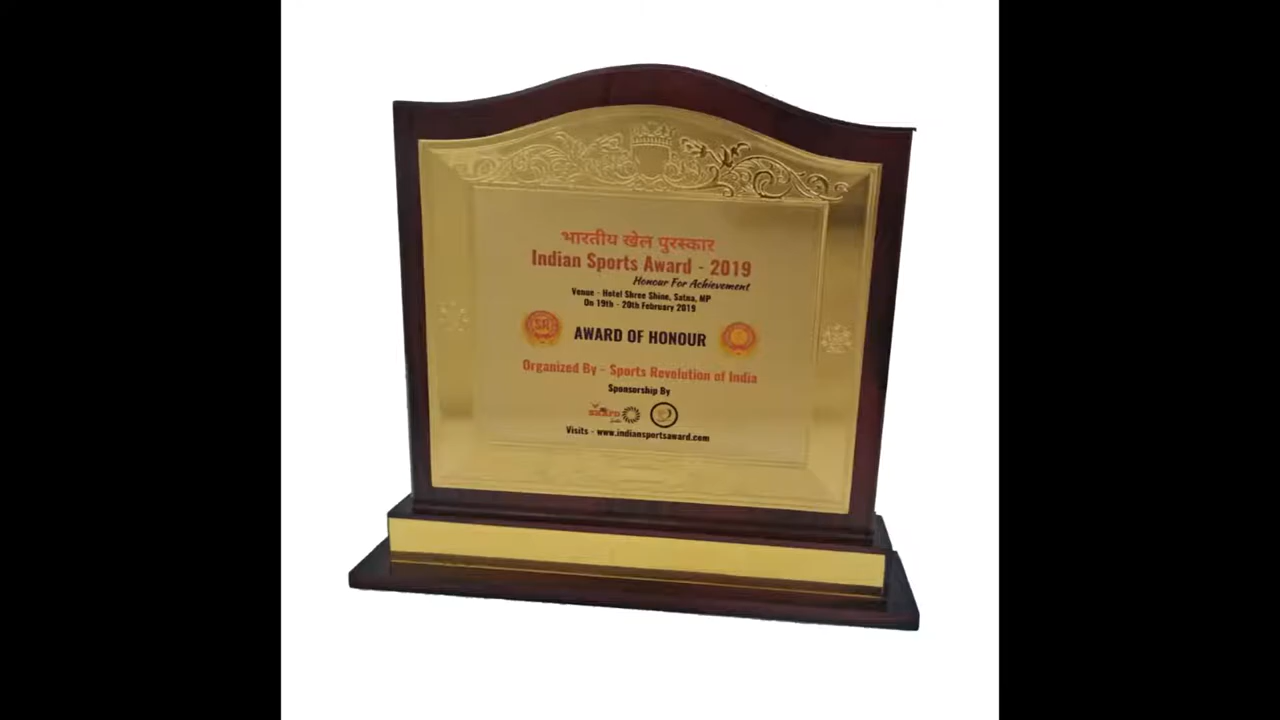 भारतीय खेल पुरस्कार
Indian Sports Award - 2019
Honour For Achievement
Venue - Hotel Shree Shine, Satna, MP
On 19th - 20th February 2019
AWARD OF HONOUR
Organized By - Sports Revolution of India
Sponsorship By
Visits - www.indiansportsaward.com